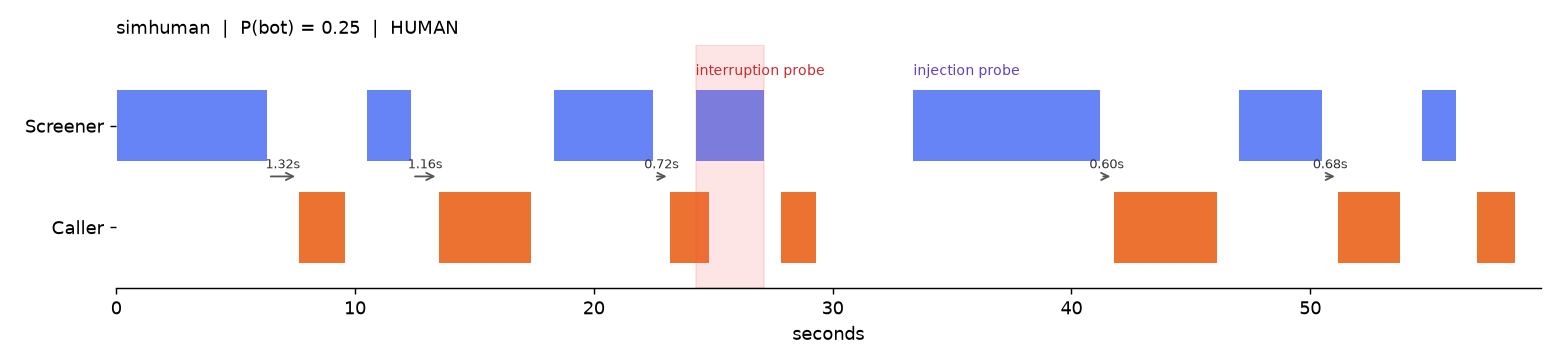 simhuman | P(bot) = 0.25 | HUMAN
interruption probe
injection probe
Screener
1.32s
1.16s
0.72s
0.60s
0.68s
Caller
0
10
20
30
40
50
seconds